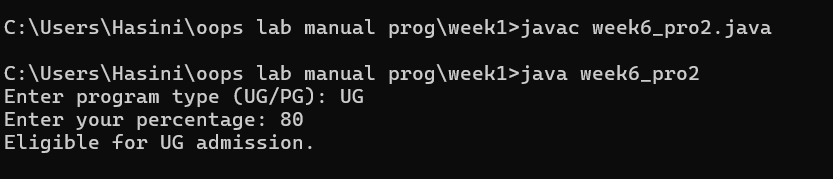 C:\Users\Hasini\oops lab manual prog\week1>javac week6_pro2.java
C:\Users\Hasini\oops lab manual prog\week1>java week6_pro2
Enter program type (UG/PG): UG
Enter your percentage: 80
Eligible for UG admission.